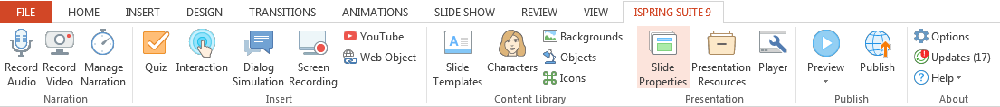 FILE HOME INSERT DESIGN TRANSITIONS ANIMATIONS SLIDE SHOW REVIEW VIEW ISPRING SUITE 9
Record Audio
Record Video
Manage Narration
Narration
Quiz
Interaction
Dialog Simulation
Screen Recording
YouTube
Web Object
Insert
Slide Templates
Characters
Backgrounds
Objects
Icons
Content Library
Slide Properties
Presentation Resources
Player
Presentation
Preview
Publish
Publish
Options
Updates (17)
Help
About